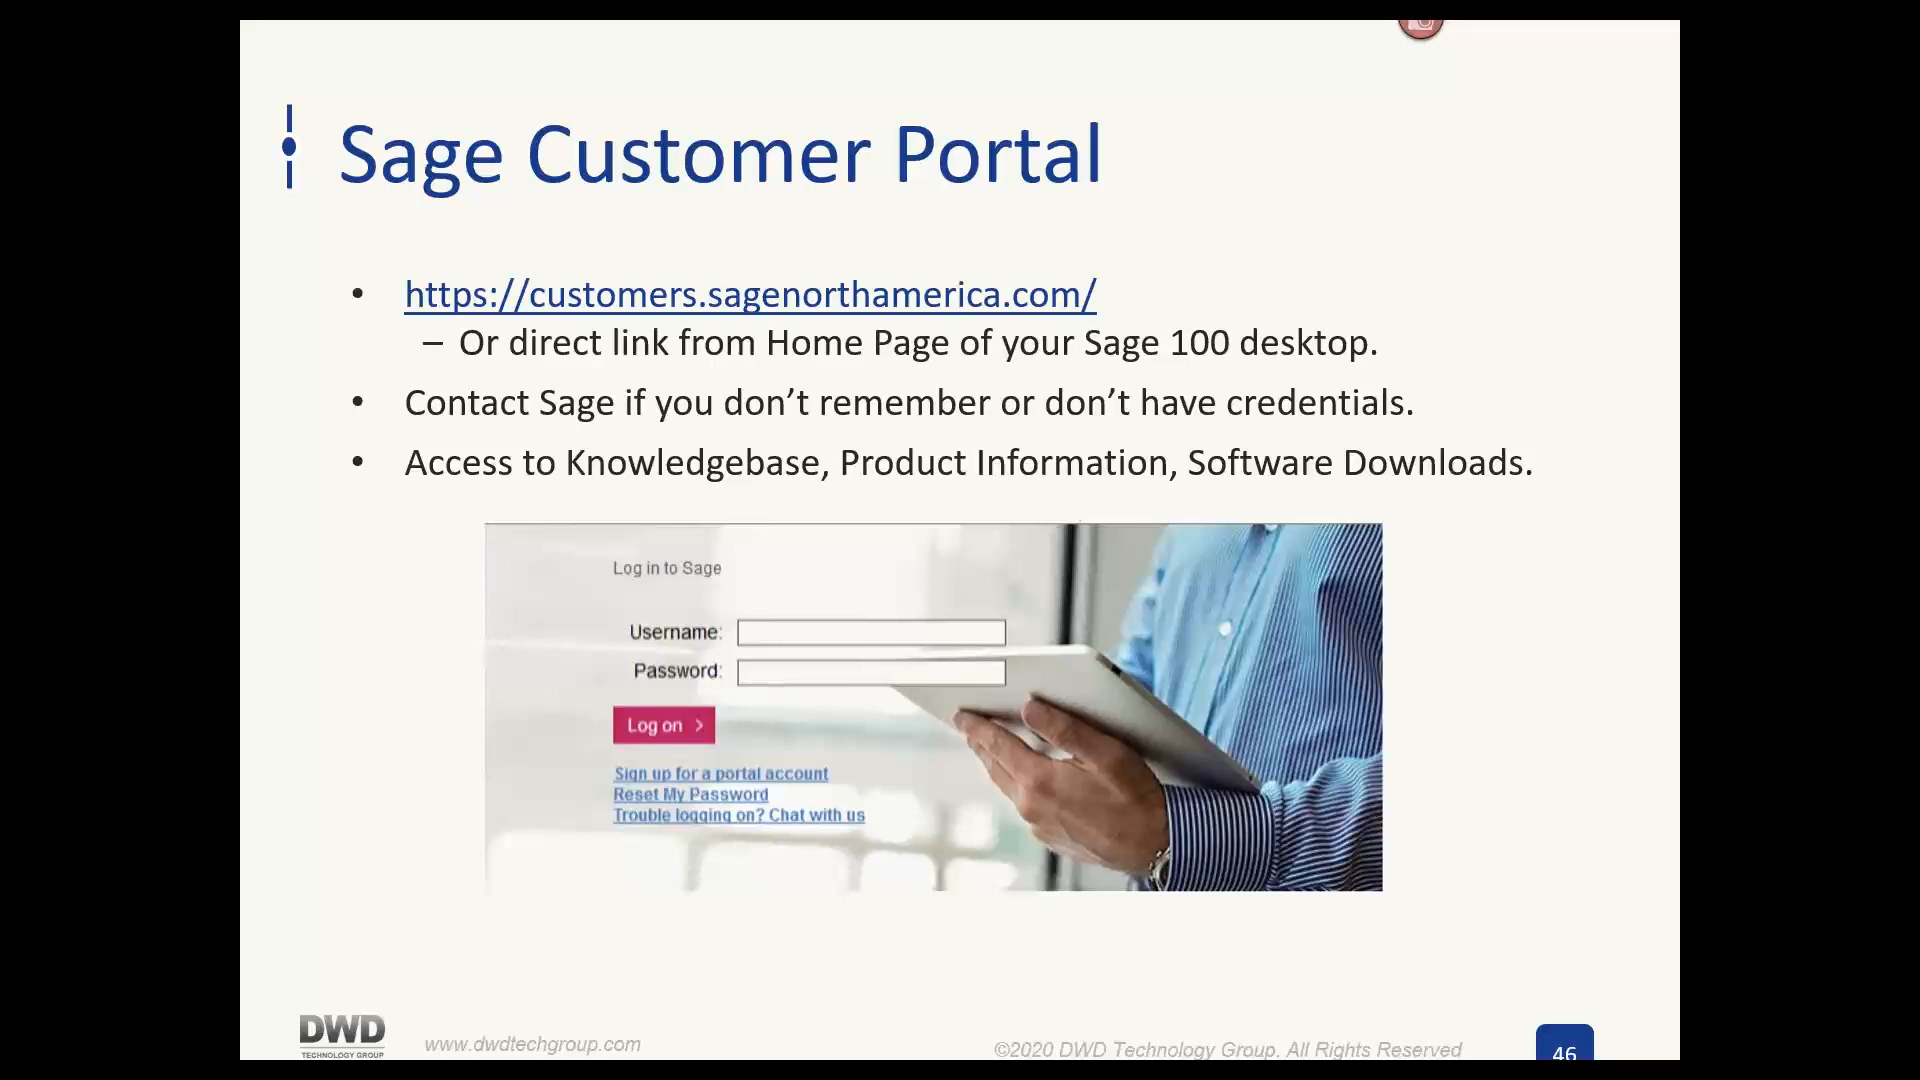 Sage Customer Portal
• https://customers.sagenorthamerica.com/
– Or direct link from Home Page of your Sage 100 desktop.
• Contact Sage if you don’t remember or don’t have credentials.
• Access to Knowledgebase, Product Information, Software Downloads.
Log in to Sage
Username:
Password:
Log on >
Sign up for a portal account
Reset My Password
Trouble logging on? Chat with us
DWD
TECHNOLOGY GROUP
www.dwdtechgroup.com
©2020 DWD Technology Group. All Rights Reserved
46